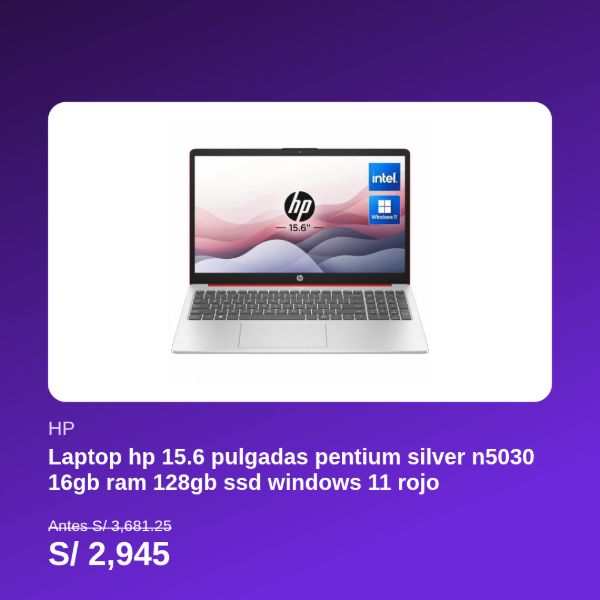 intel.
hp
Windows 11
15.6"
HP
Laptop hp 15.6 pulgadas pentium silver n5030
16gb ram 128gb ssd windows 11 rojo
Antes S/ 3,681.25
S/ 2,945